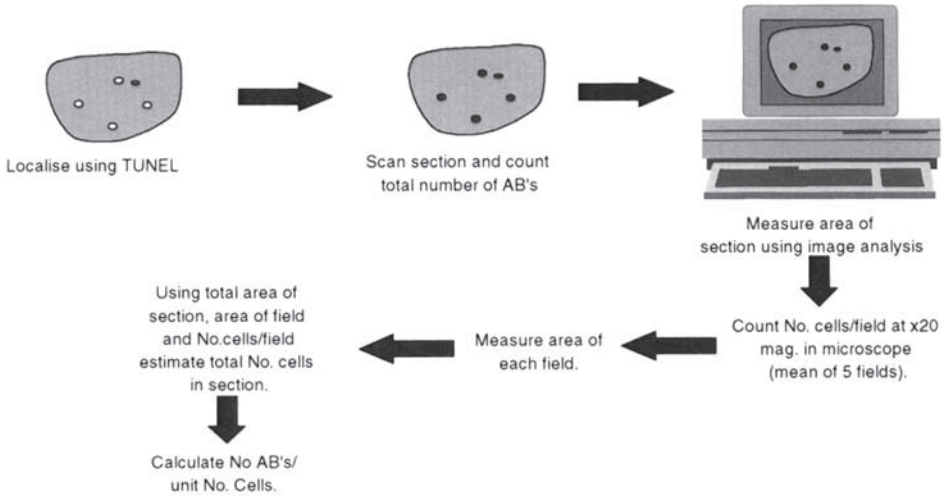 Localise using TUNEL
Scan section and count
total number of AB's
Measure area of
section using image analysis
Count No. cells/field at x20
mag. in microscope
(mean of 5 fields).
Measure area of
each field.
Using total area of
section, area of field
and No.cells/field
estimate total No. cells
in section.
Calculate No AB's/
unit No. Cells.